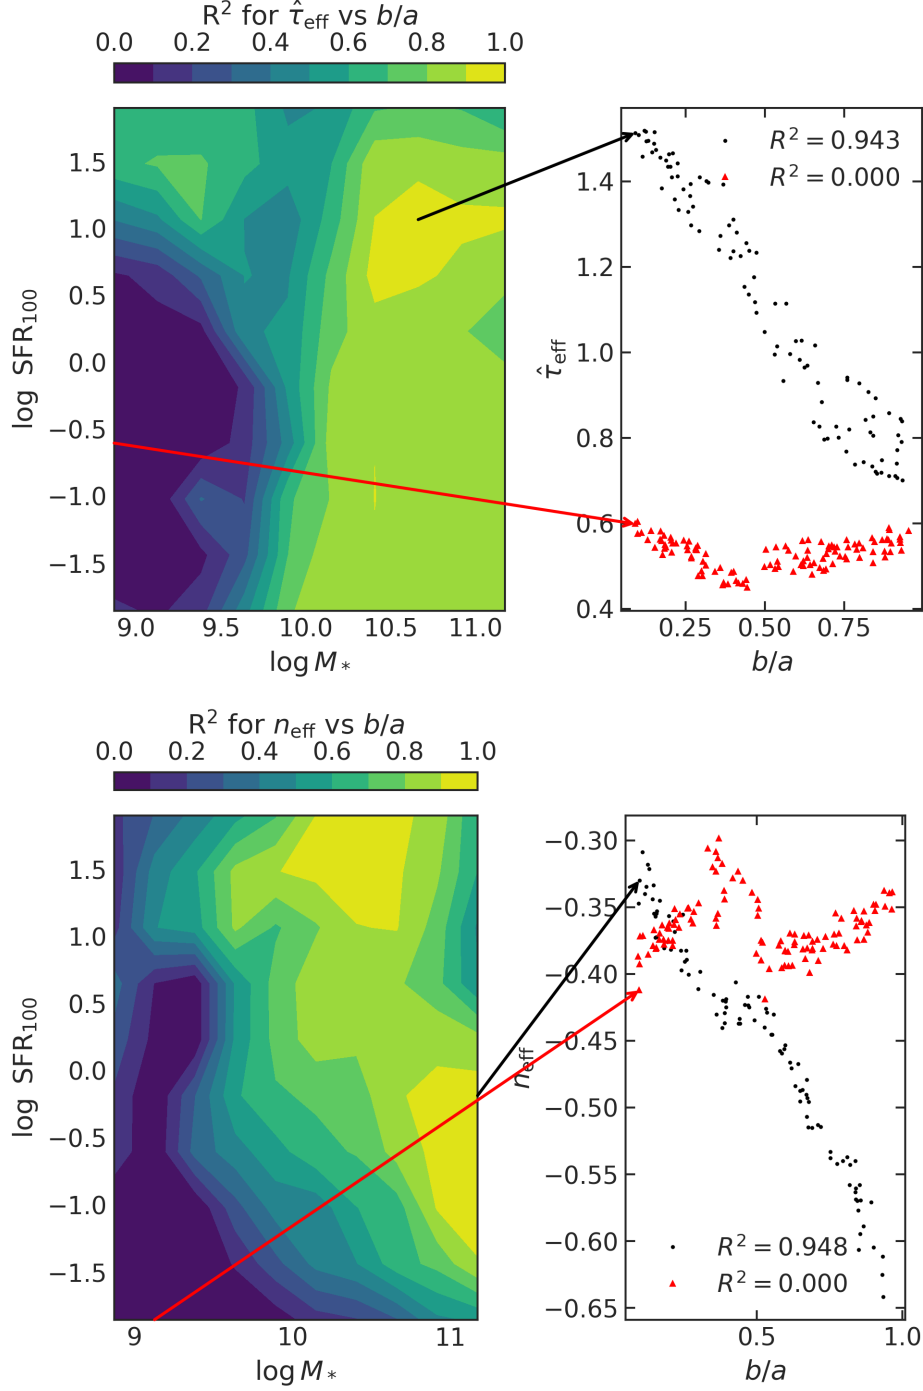 R² for τ̂eff vs b/a
0.0 0.2 0.4 0.6 0.8 1.0
log SFR100
1.5
1.0
0.5
0.0
−0.5
−1.0
−1.5
9.0 9.5 10.0 10.5 11.0
log M*
τ̂eff
1.4
1.2
1.0
0.8
0.6
0.4
R² = 0.943
R² = 0.000
0.25 0.50 0.75
b/a
R² for neff vs b/a
0.0 0.2 0.4 0.6 0.8 1.0
log SFR100
1.5
1.0
0.5
0.0
−0.5
−1.0
−1.5
9 10 11
log M*
neff
−0.30
−0.35
−0.40
−0.45
−0.50
−0.55
−0.60
−0.65
R² = 0.948
R² = 0.000
0.5 1.0
b/a